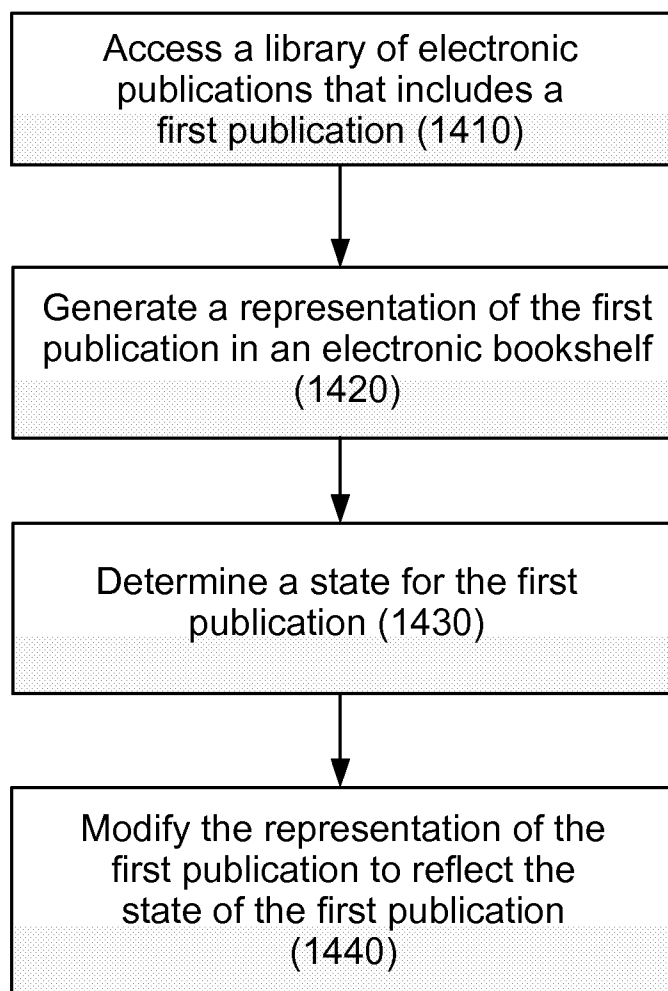 Access a library of electronic
publications that includes a
first publication (1410)
Generate a representation of the first
publication in an electronic bookshelf
(1420)
Determine a state for the first
publication (1430)
Modify the representation of the
first publication to reflect the
state of the first publication
(1440)